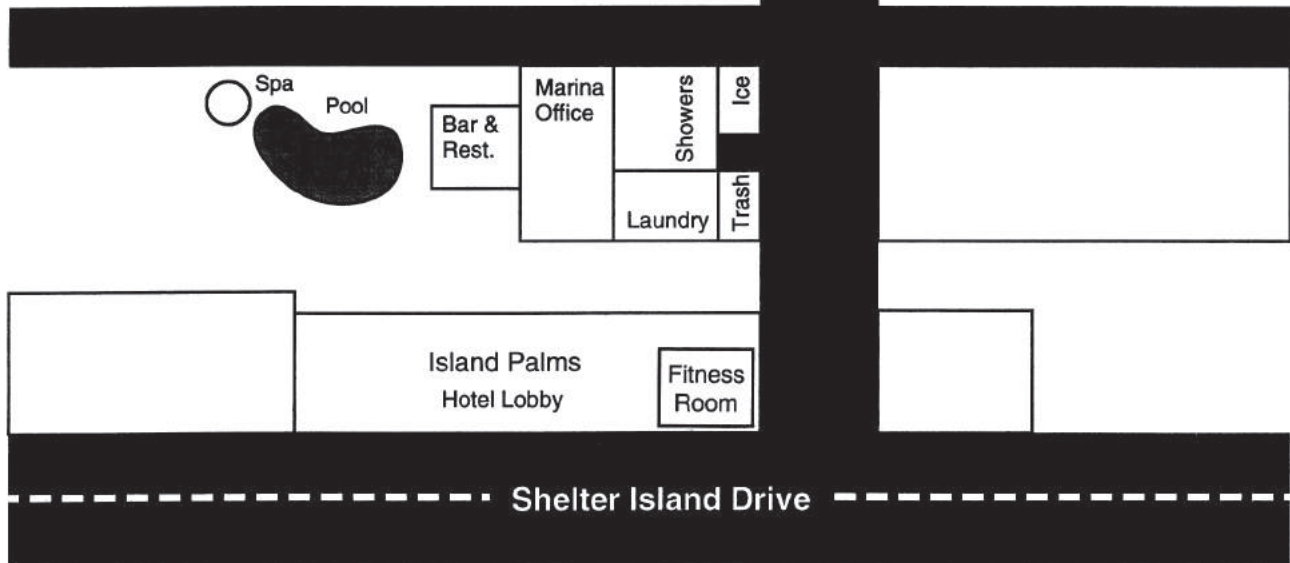 Spa
Pool
Bar &
Rest.
Marina
Office
Showers
Ice
Laundry
Trash
Island Palms
Hotel Lobby
Fitness
Room
Shelter Island Drive